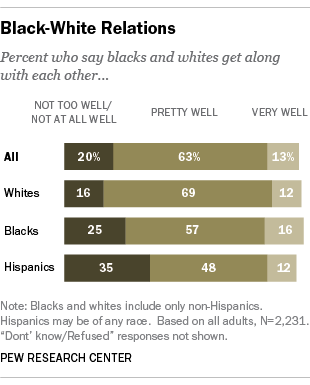 Black-White Relations
Percent who say blacks and whites get along
with each other...
NOT TOO WELL/
NOT AT ALL WELL
PRETTY WELL
VERY WELL
All 20% 63% 13%
Whites 16 69 12
Blacks 25 57 16
Hispanics 35 48 12
Note: Blacks and whites include only non-Hispanics.
Hispanics may be of any race. Based on all adults, N=2,231.
“Dont’ know/Refused” responses not shown.
PEW RESEARCH CENTER